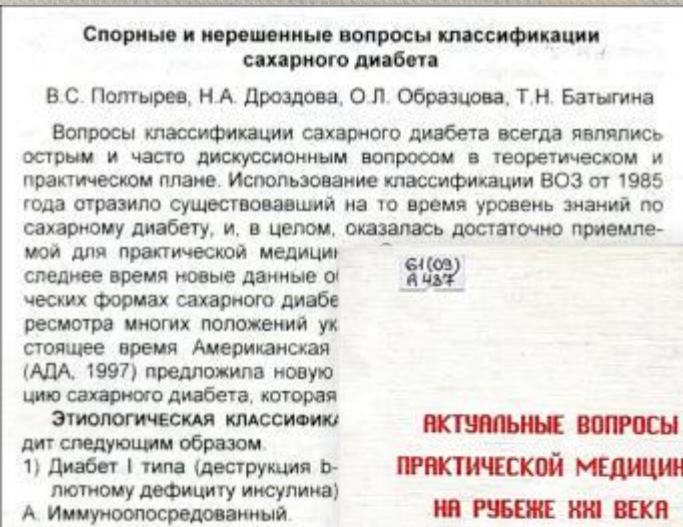 Спорные и нерешенные вопросы классификации
сахарного диабета
В.С. Полтырев, Н.А. Дроздова, О.Л. Образцова, Т.Н. Батыгина
Вопросы классификации сахарного диабета всегда являлись
острым и часто дискуссионным вопросом в теоретическом и
практическом плане. Использование классификации ВОЗ от 1985
года отразило существовавший на то время уровень знаний по
сахарному диабету, и, в целом, оказалась достаточно приемле-
мой для практической медицин
следнее время новые данные о
ческих формах сахарного диабе
ресмотра многих положений ук
стоящее время Американская
(АДА, 1997) предложила новую
цию сахарного диабета, которая
ЭТИОЛОГИЧЕСКАЯ КЛАССИФИК
дит следующим образом.
1) Диабет I типа (деструкция b-
лютному дефициту инсулина)
А. Иммуноопосредованный.
61(09)
А 437
АКТУАЛЬНЫЕ ВОПРОСЫ
ПРАКТИЧЕСКОЙ МЕДИЦИН
НА РУБЕЖЕ XXI ВЕКА